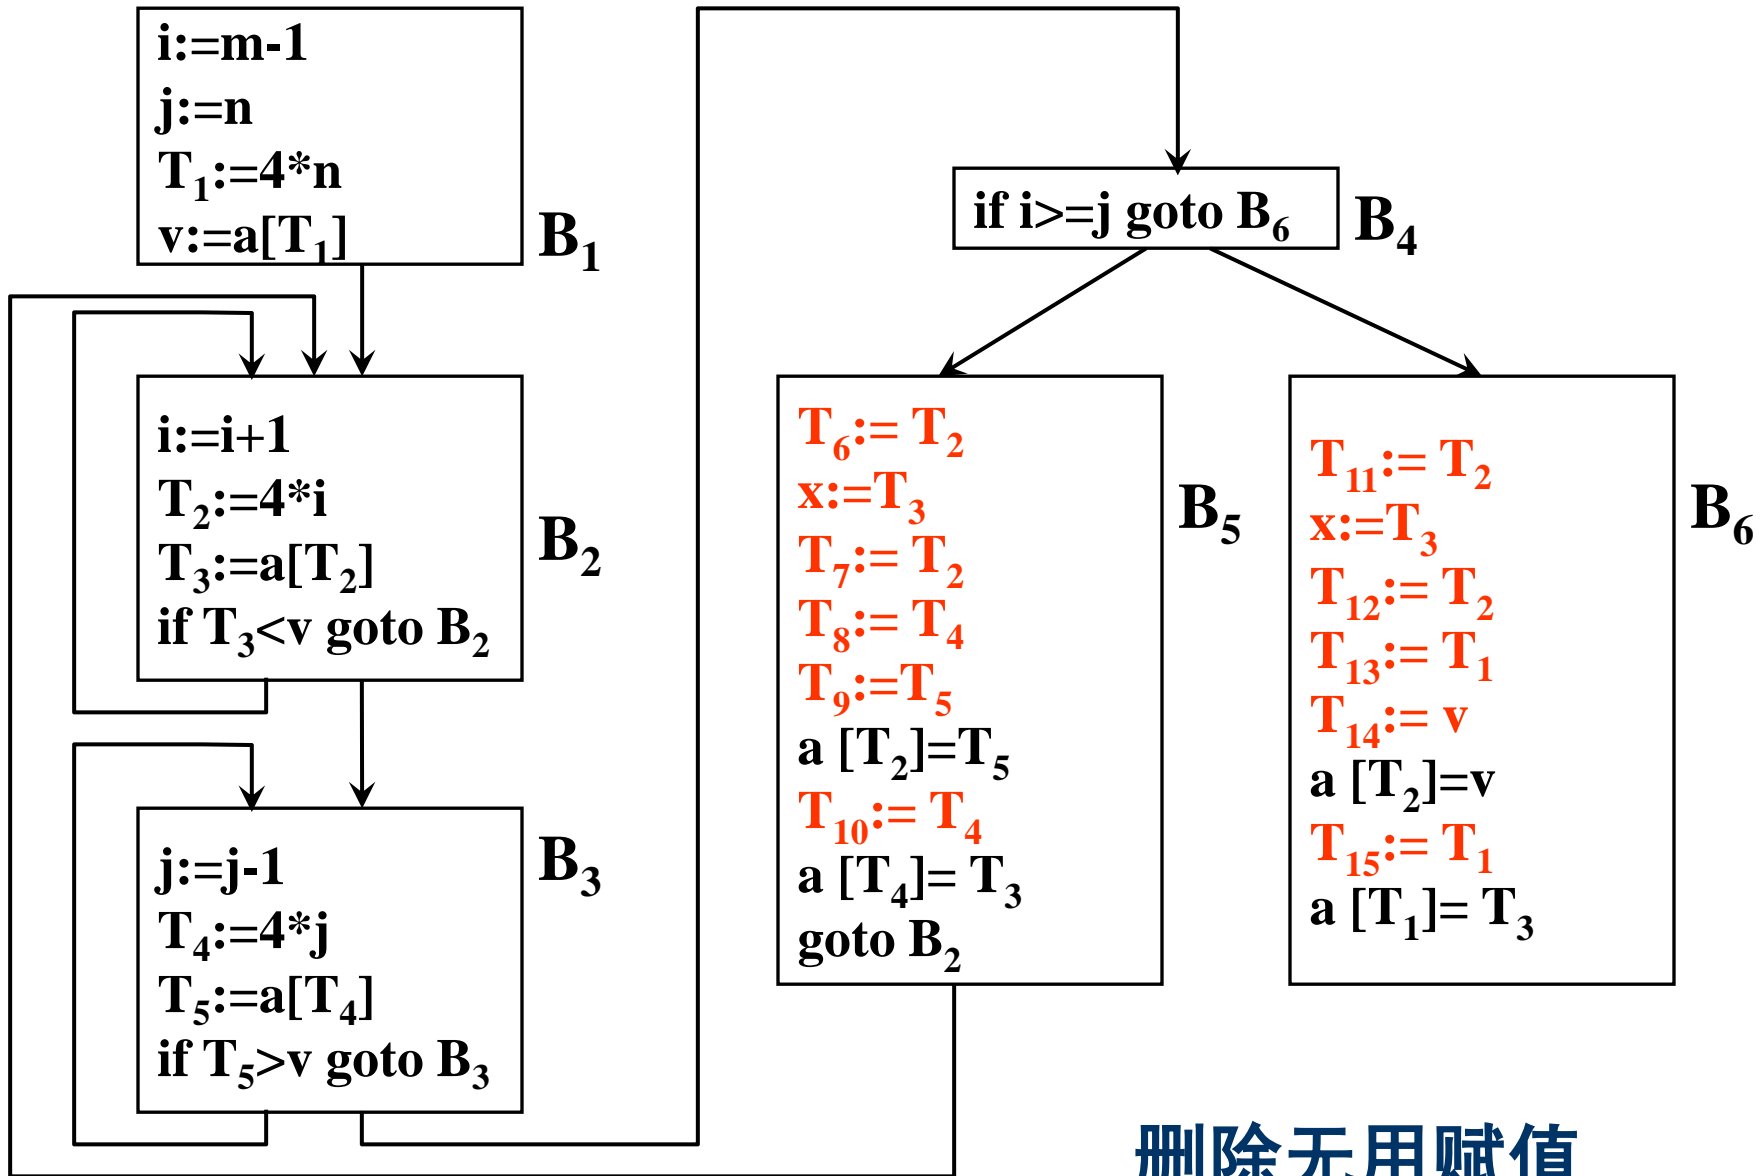 i:=m-1
j:=n
T₁:=4*n
v:=a[T₁]
B₁
i:=i+1
T₂:=4*i
T₃:=a[T₂]
if T₃<v goto B₂
B₂
j:=j-1
T₄:=4*j
T₅:=a[T₄]
if T₅>v goto B₃
B₃
if i>=j goto B₆
B₄
T₆:= T₂
x:=T₃
T₇:= T₂
T₈:= T₄
T₉:=T₅
a [T₂]=T₅
T₁₀:= T₄
a [T₄]= T₃
goto B₂
B₅
T₁₁:= T₂
x:=T₃
T₁₂:= T₂
T₁₃:= T₁
T₁₄:= v
a [T₂]=v
T₁₅:= T₁
a [T₁]= T₃
B₆
删除无用赋值